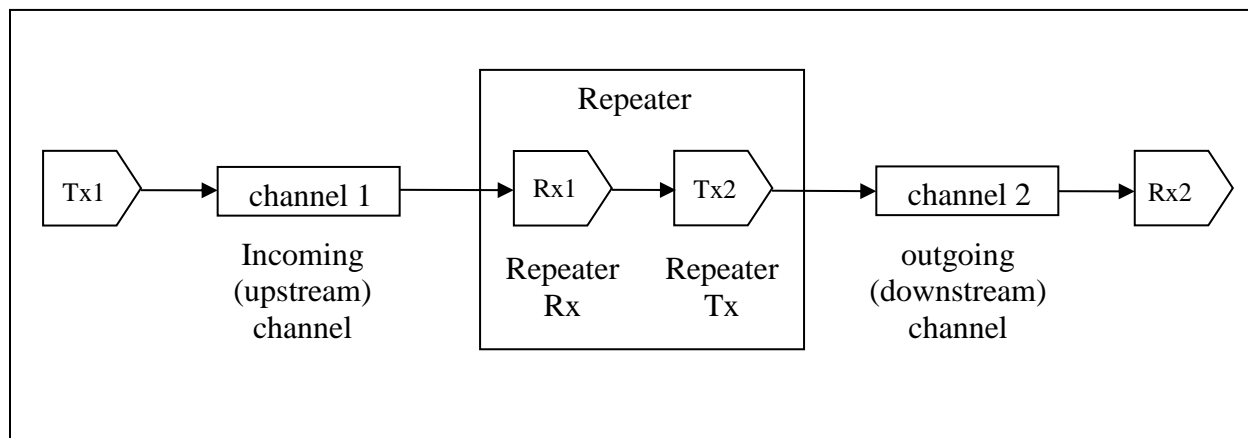 Repeater
Tx1
channel 1
Rx1
Tx2
channel 2
Rx2
Incoming
(upstream)
channel
Repeater
Rx
Repeater
Tx
outgoing
(downstream)
channel